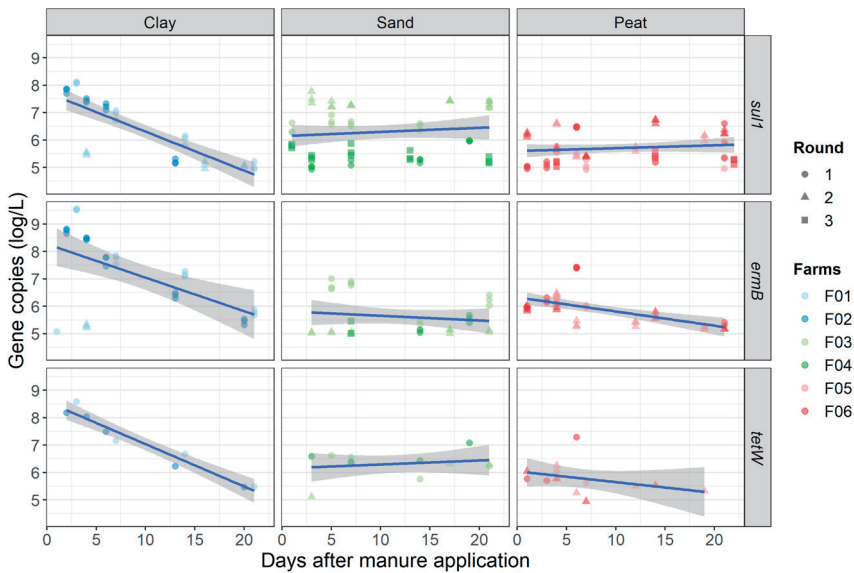 Clay Sand Peat
9
8
7
6
5
sul1
9
8
7
6
5
ermB
9
8
7
6
5
tetW
Gene copies (log/L)
0 5 10 15 20 0 5 10 15 20 0 5 10 15 20
Days after manure application
Round
1
2
3
Farms
F01
F02
F03
F04
F05
F06